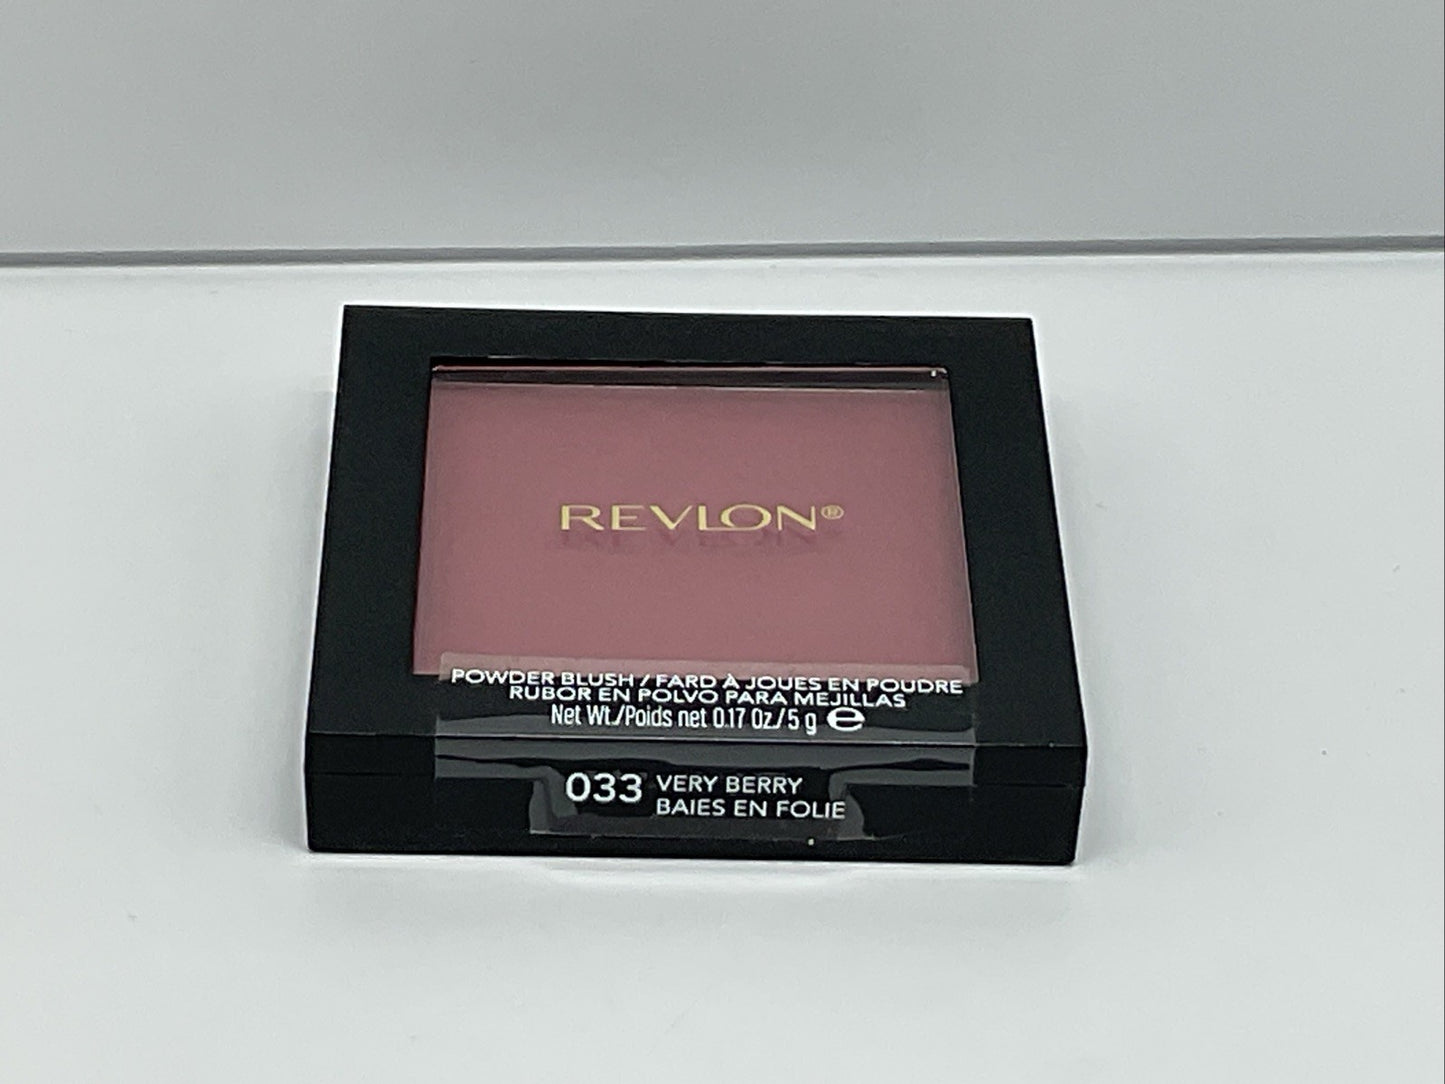 REVLON®
POWDER BLUSH / FARD À JOUES EN POUDRE
RUBOR EN POLVO PARA MEJILLAS
Net Wt./Poids net 0.17 Oz./5 g ℮
033 VERY BERRY
BAIES EN FOLIE